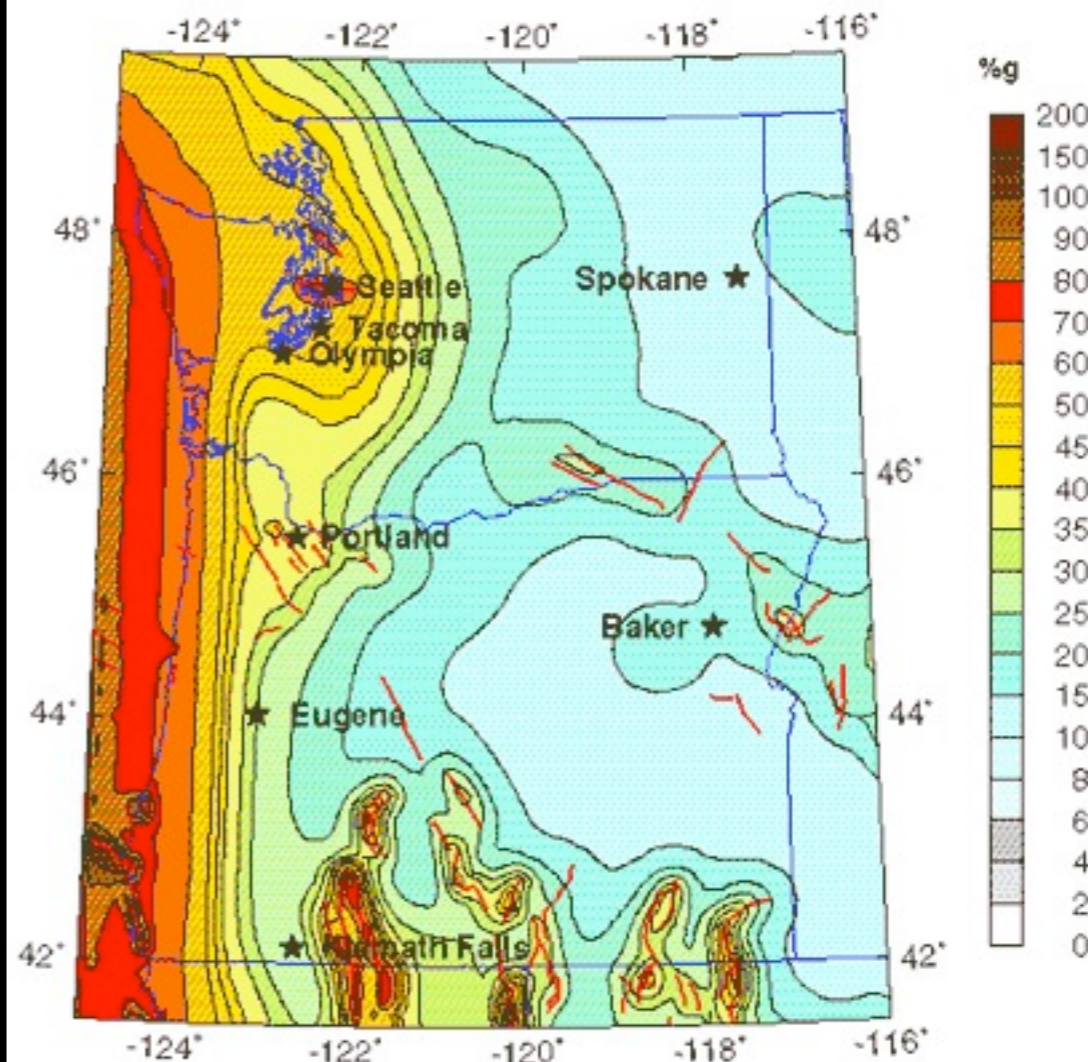 -124° -122° -120° -118° -116°
%g
200
150
100
90
80
70
60
50
45
40
35
30
25
20
15
10
8
6
4
2
0
48° 48°
Spokane
Seattle
Tacoma
Olympia
46° 46°
Portland
Baker
44° 44°
Eugene
Klamath Falls
42° 42°
-124° -122° -120° -118° -116°